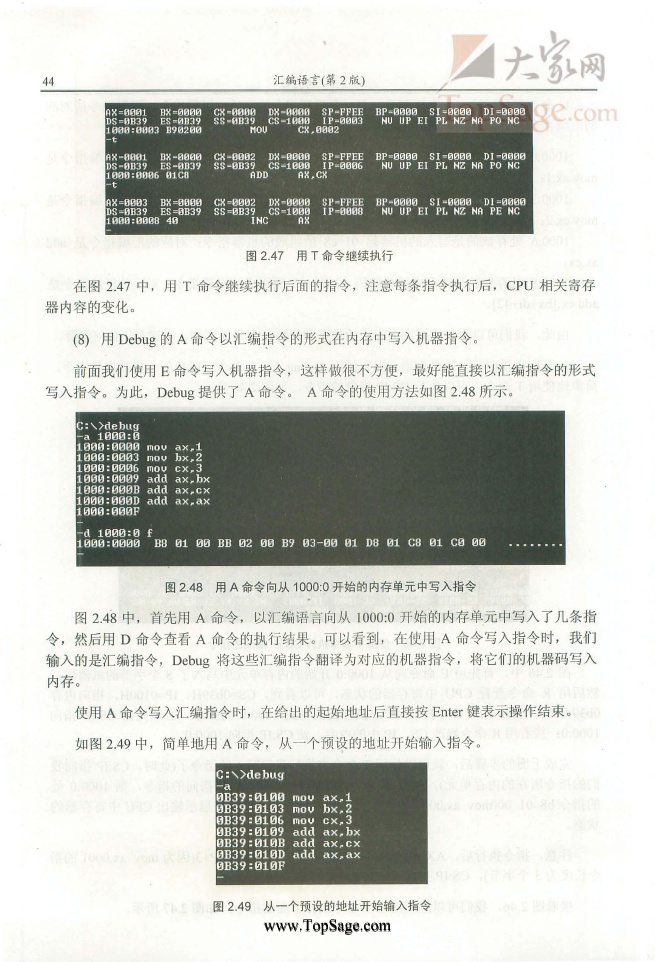 大家网
TopSage.com
44
汇编语言(第 2 版)
AX=0001 BX=0000 CX=0000 DX=0000 SP=FFEE BP=0000 SI=0000 DI=0000
DS=0B39 ES=0B39 SS=0B39 CS=1000 IP=0003 NV UP EI PL NZ NA PO NC
1000:0003 B90200 MOV CX,0002
-t
AX=0001 BX=0000 CX=0002 DX=0000 SP=FFEE BP=0000 SI=0000 DI=0000
DS=0B39 ES=0B39 SS=0B39 CS=1000 IP=0006 NV UP EI PL NZ NA PO NC
1000:0006 01C8 ADD AX,CX
-t
AX=0003 BX=0000 CX=0002 DX=0000 SP=FFEE BP=0000 SI=0000 DI=0000
DS=0B39 ES=0B39 SS=0B39 CS=1000 IP=0008 NV UP EI PL NZ NA PE NC
1000:0008 40 INC AX
图 2.47 用 T 命令继续执行
在图 2.47 中，用 T 命令继续执行后面的指令，注意每条指令执行后，CPU 相关寄存
器内容的变化。
(8) 用 Debug 的 A 命令以汇编指令的形式在内存中写入机器指令。
前面我们使用 E 命令写入机器指令，这样做很不方便，最好能直接以汇编指令的形式
写入指令。为此，Debug 提供了 A 命令。 A 命令的使用方法如图 2.48 所示。
C:\>debug
-a 1000:0
1000:0000 mov ax,1
1000:0003 mov bx,2
1000:0006 mov cx,3
1000:0009 add ax,bx
1000:000B add ax,cx
1000:000D add ax,ax
1000:000F
-
-d 1000:0 f
1000:0000 B8 01 00 BB 02 00 B9 03-00 01 D8 01 C8 01 C0 00 ........
-
图 2.48 用 A 命令向从 1000:0 开始的内存单元中写入指令
图 2.48 中，首先用 A 命令，以汇编语言向从 1000:0 开始的内存单元中写入了几条指
令，然后用 D 命令查看 A 命令的执行结果。可以看到，在使用 A 命令写入指令时，我们
输入的是汇编指令，Debug 将这些汇编指令翻译为对应的机器指令，将它们的机器码写入
内存。
使用 A 命令写入汇编指令时，在给出的起始地址后直接按 Enter 键表示操作结束。
如图 2.49 中，简单地用 A 命令，从一个预设的地址开始输入指令。
C:\>debug
-a
0B39:0100 mov ax,1
0B39:0103 mov bx,2
0B39:0106 mov cx,3
0B39:0109 add ax,bx
0B39:010B add ax,cx
0B39:010D add ax,ax
0B39:010F
-
图 2.49 从一个预设的地址开始输入指令
www.TopSage.com